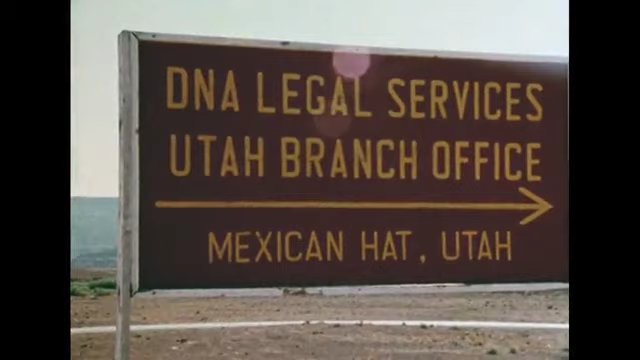 DNA LEGAL SERVICES
UTAH BRANCH OFFICE
MEXICAN HAT, UTAH